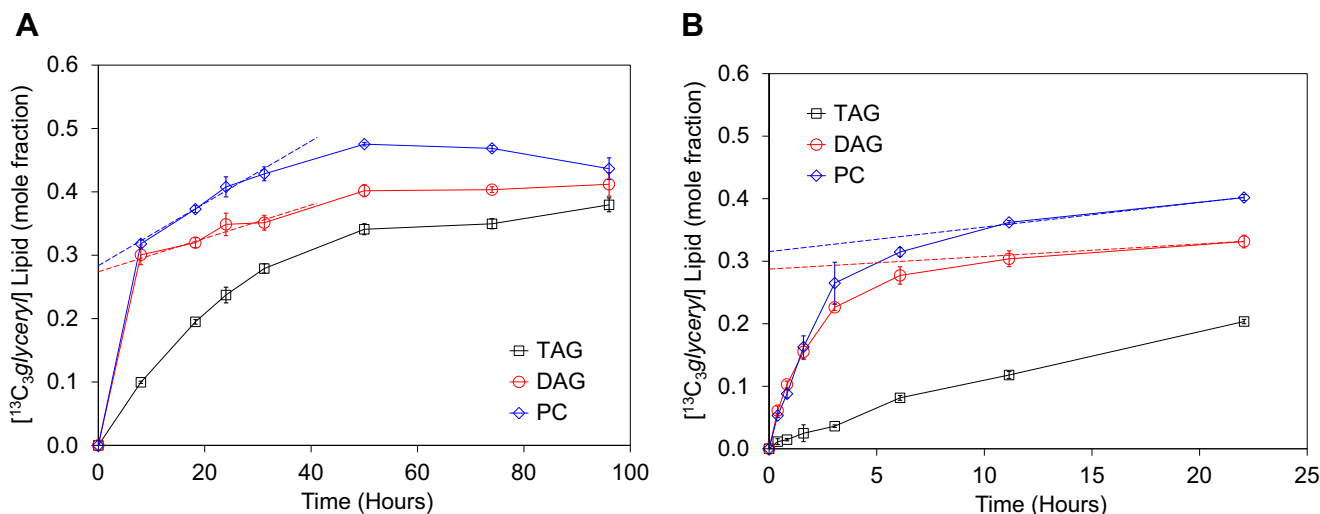 A
[¹³C₃glyceryl] Lipid (mole fraction)
0.6
0.5
0.4
0.3
0.2
0.1
0.0
TAG
DAG
PC
0 20 40 60 80 100
Time (Hours)
B
[¹³C₃glyceryl] Lipid (mole fraction)
0.6
0.5
0.4
0.3
0.2
0.1
0.0
TAG
DAG
PC
0 5 10 15 20 25
Time (Hours)